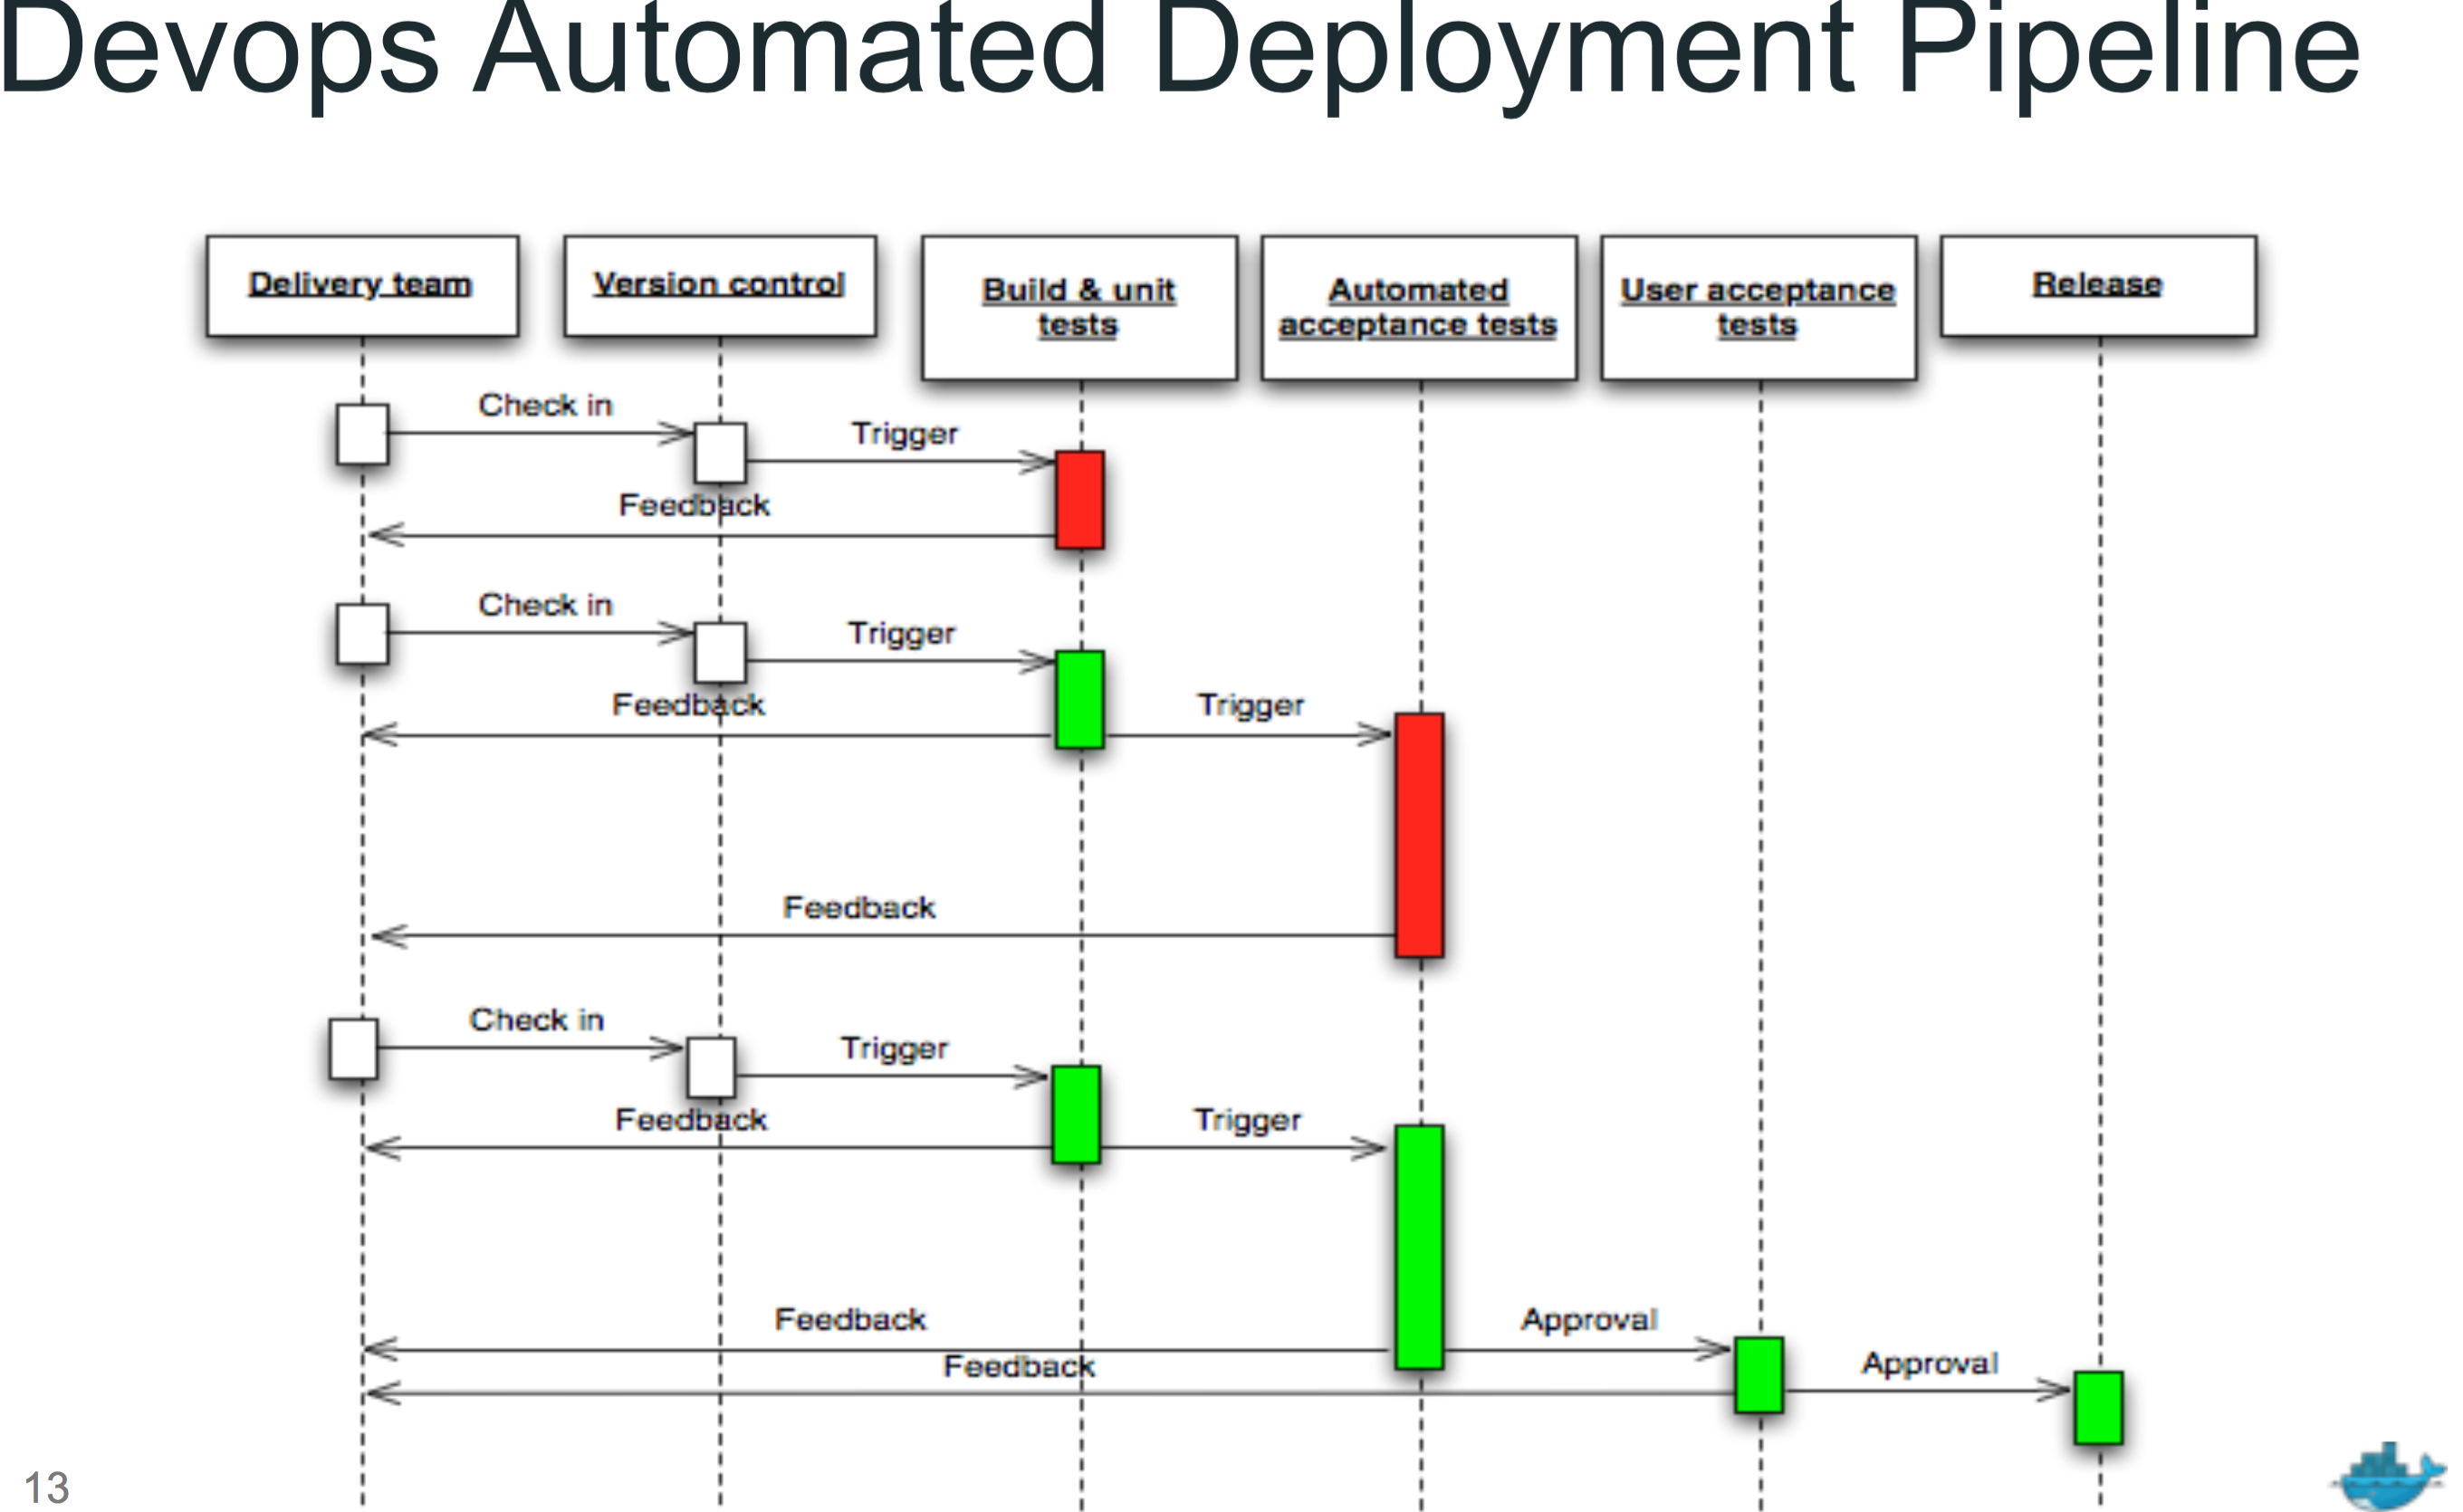 Devops Automated Deployment Pipeline
Delivery team
Version control
Build & unit
tests
Automated
acceptance tests
User acceptance
tests
Release
Check in
Trigger
Feedback
Check in
Trigger
Feedback
Trigger
Feedback
Check in
Trigger
Feedback
Trigger
Feedback
Approval
Feedback
Approval
13